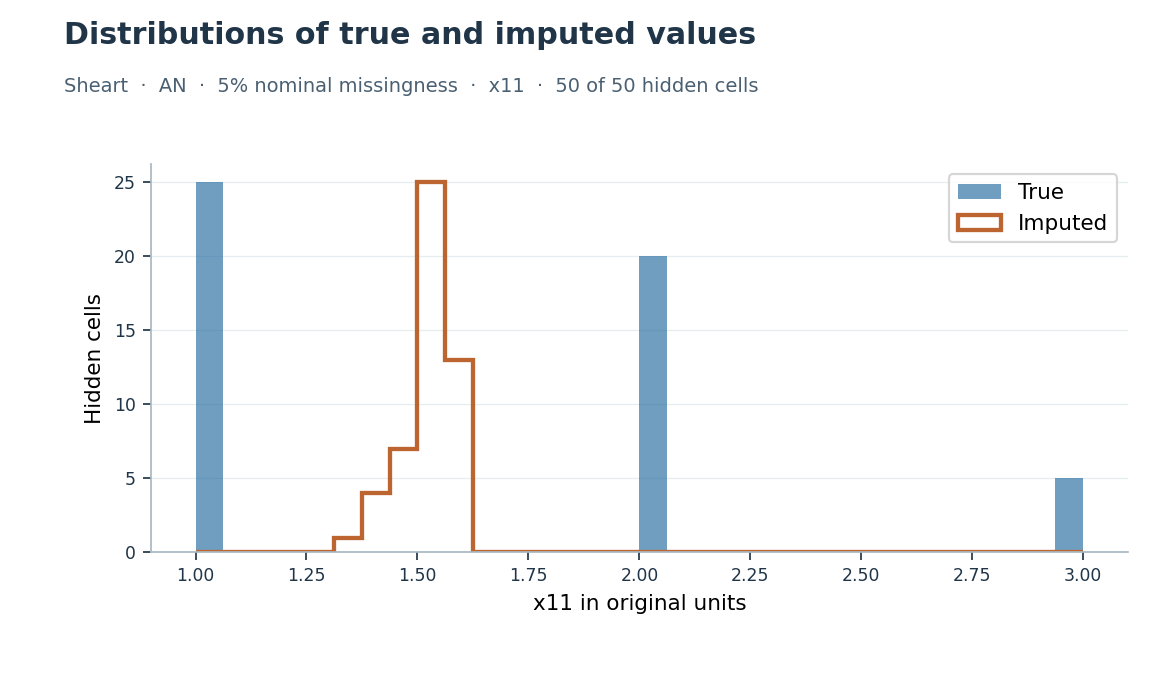 Distributions of true and imputed values
Sheart · AN · 5% nominal missingness · x11 · 50 of 50 hidden cells
True
Imputed
Hidden cells
25
20
15
10
5
0
1.00 1.25 1.50 1.75 2.00 2.25 2.50 2.75 3.00
x11 in original units